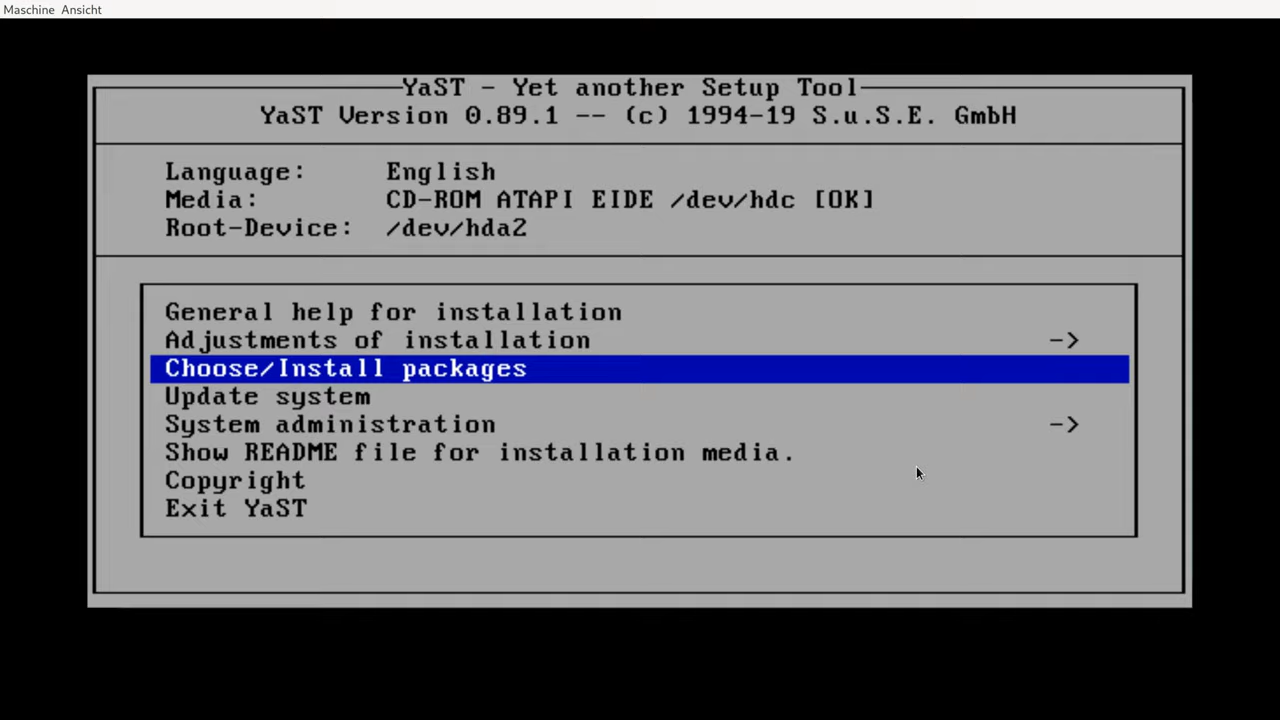 Maschine Ansicht
YaST - Yet another Setup Tool
YaST Version 0.89.1 -- (c) 1994-19 S.u.S.E. GmbH
Language: English
Media: CD-ROM ATAPI EIDE /dev/hdc [OK]
Root-Device: /dev/hda2
General help for installation
Adjustments of installation ->
Choose/Install packages
Update system
System administration ->
Show README file for installation media.
Copyright
Exit YaST